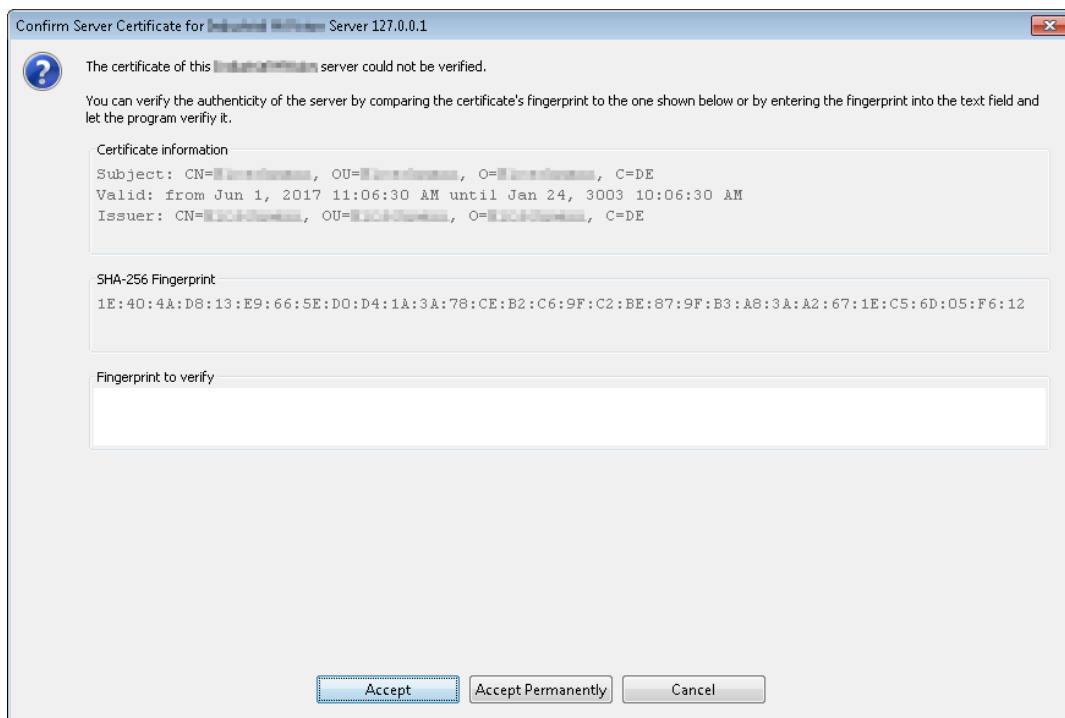 Confirm Server Certificate for Server 127.0.0.1
The certificate of this server could not be verified.
You can verify the authenticity of the server by comparing the certificate's fingerprint to the one shown below or by entering the fingerprint into the text field and
let the program verifiy it.
Certificate information
Subject: CN= , OU= , O= , C=DE
Valid: from Jun 1, 2017 11:06:30 AM until Jan 24, 3003 10:06:30 AM
Issuer: CN= , OU= , O= , C=DE
SHA-256 Fingerprint
1E:40:4A:D8:13:E9:66:5E:D0:D4:1A:3A:78:CE:B2:C6:9F:C2:BE:87:9F:B3:A8:3A:A2:67:1E:C5:6D:05:F6:12
Fingerprint to verify
Accept Accept Permanently Cancel